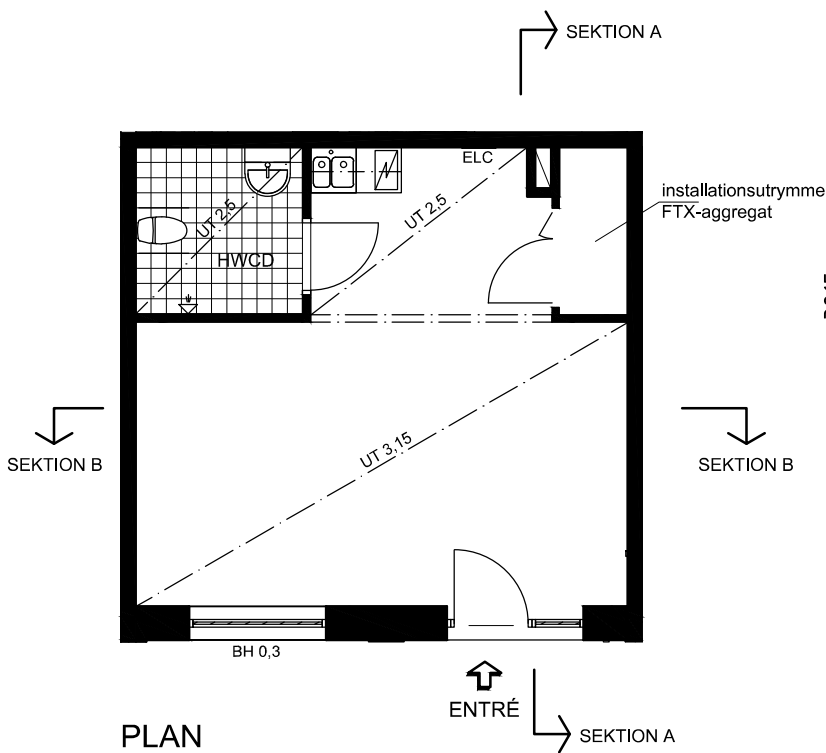 SEKTION A
ELC
installationsutrymme
FTX-aggregat
UT 2,5
UT 2,5
HWCD
SEKTION B
SEKTION B
UT 3,15
BH 0,3
ENTRÉ
PLAN
SEKTION A